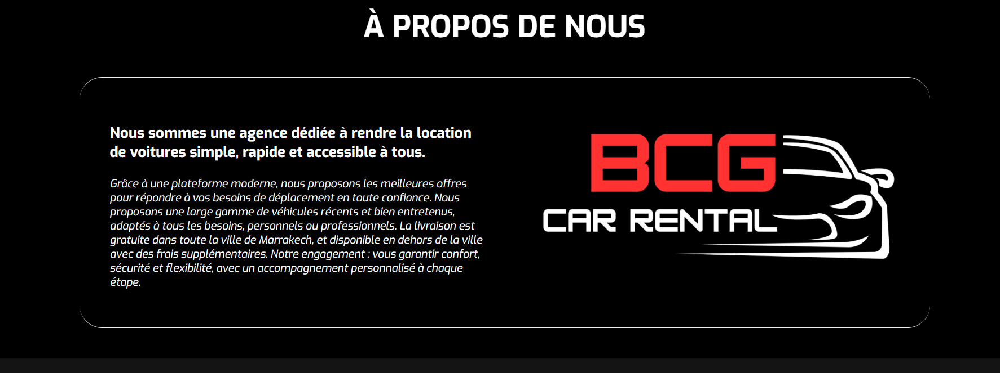 À PROPOS DE NOUS
Nous sommes une agence dédiée à rendre la location
de voitures simple, rapide et accessible à tous.
Grâce à une plateforme moderne, nous proposons les meilleures offres
pour répondre à vos besoins de déplacement en toute confiance. Nous
proposons une large gamme de véhicules récents et bien entretenus,
adaptés à tous les besoins, personnels ou professionnels. La livraison est
gratuite dans toute la ville de Marrakech, et disponible en dehors de la ville
avec des frais supplémentaires. Notre engagement : vous garantir confort,
sécurité et flexibilité, avec un accompagnement personnalisé à chaque
étape.
BCG
CAR RENTAL